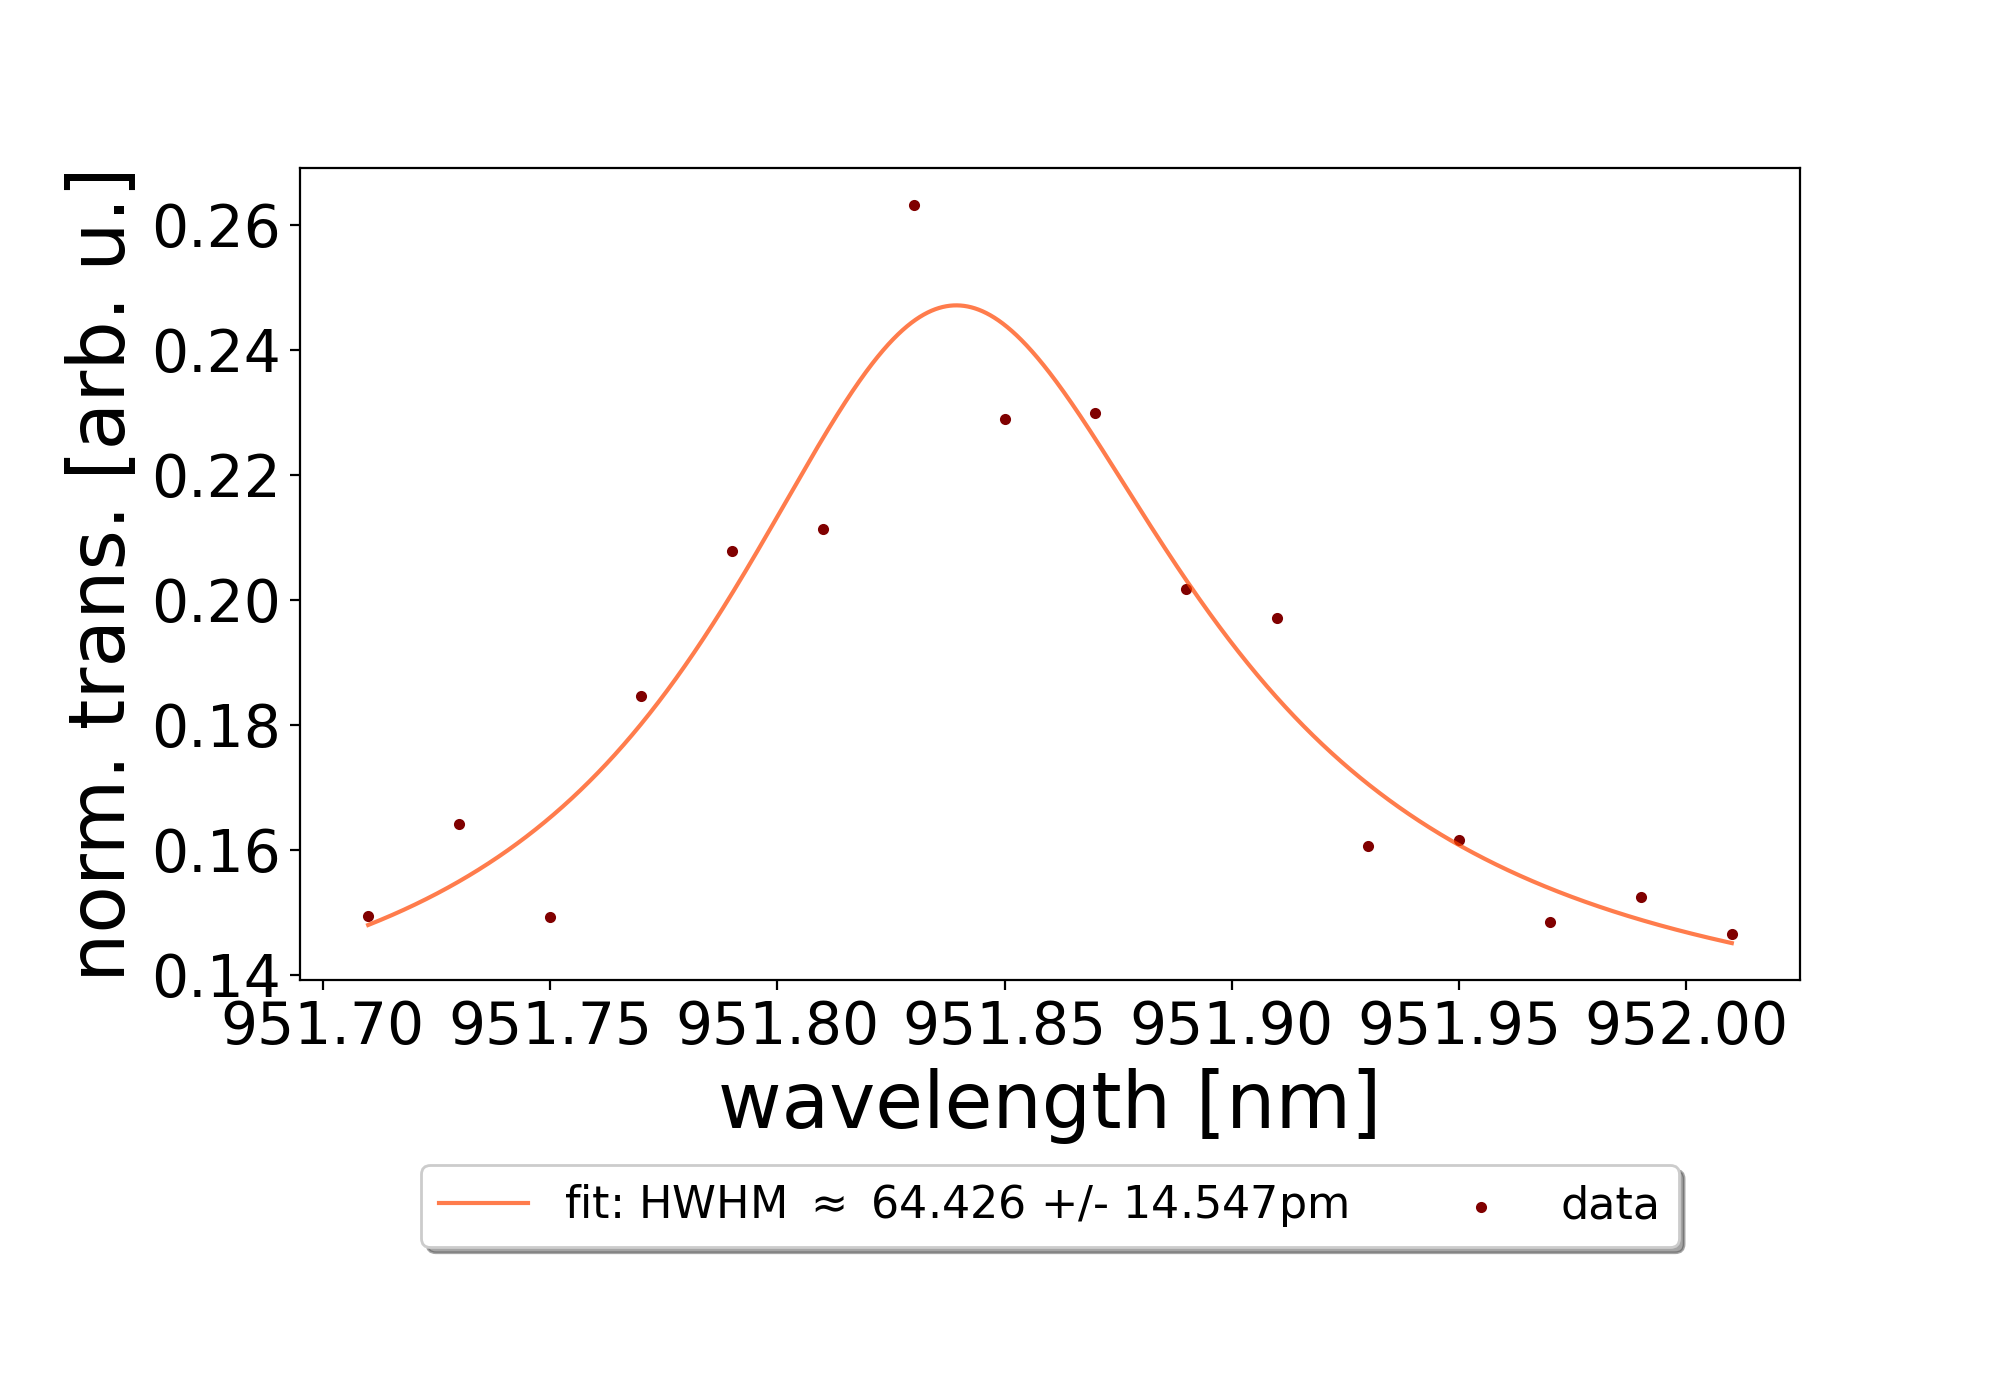 norm. trans. [arb. u.]
0.26
0.24
0.22
0.20
0.18
0.16
0.14
951.70 951.75 951.80 951.85 951.90 951.95 952.00
wavelength [nm]
fit: HWHM ≈ 64.426 +/- 14.547pm data